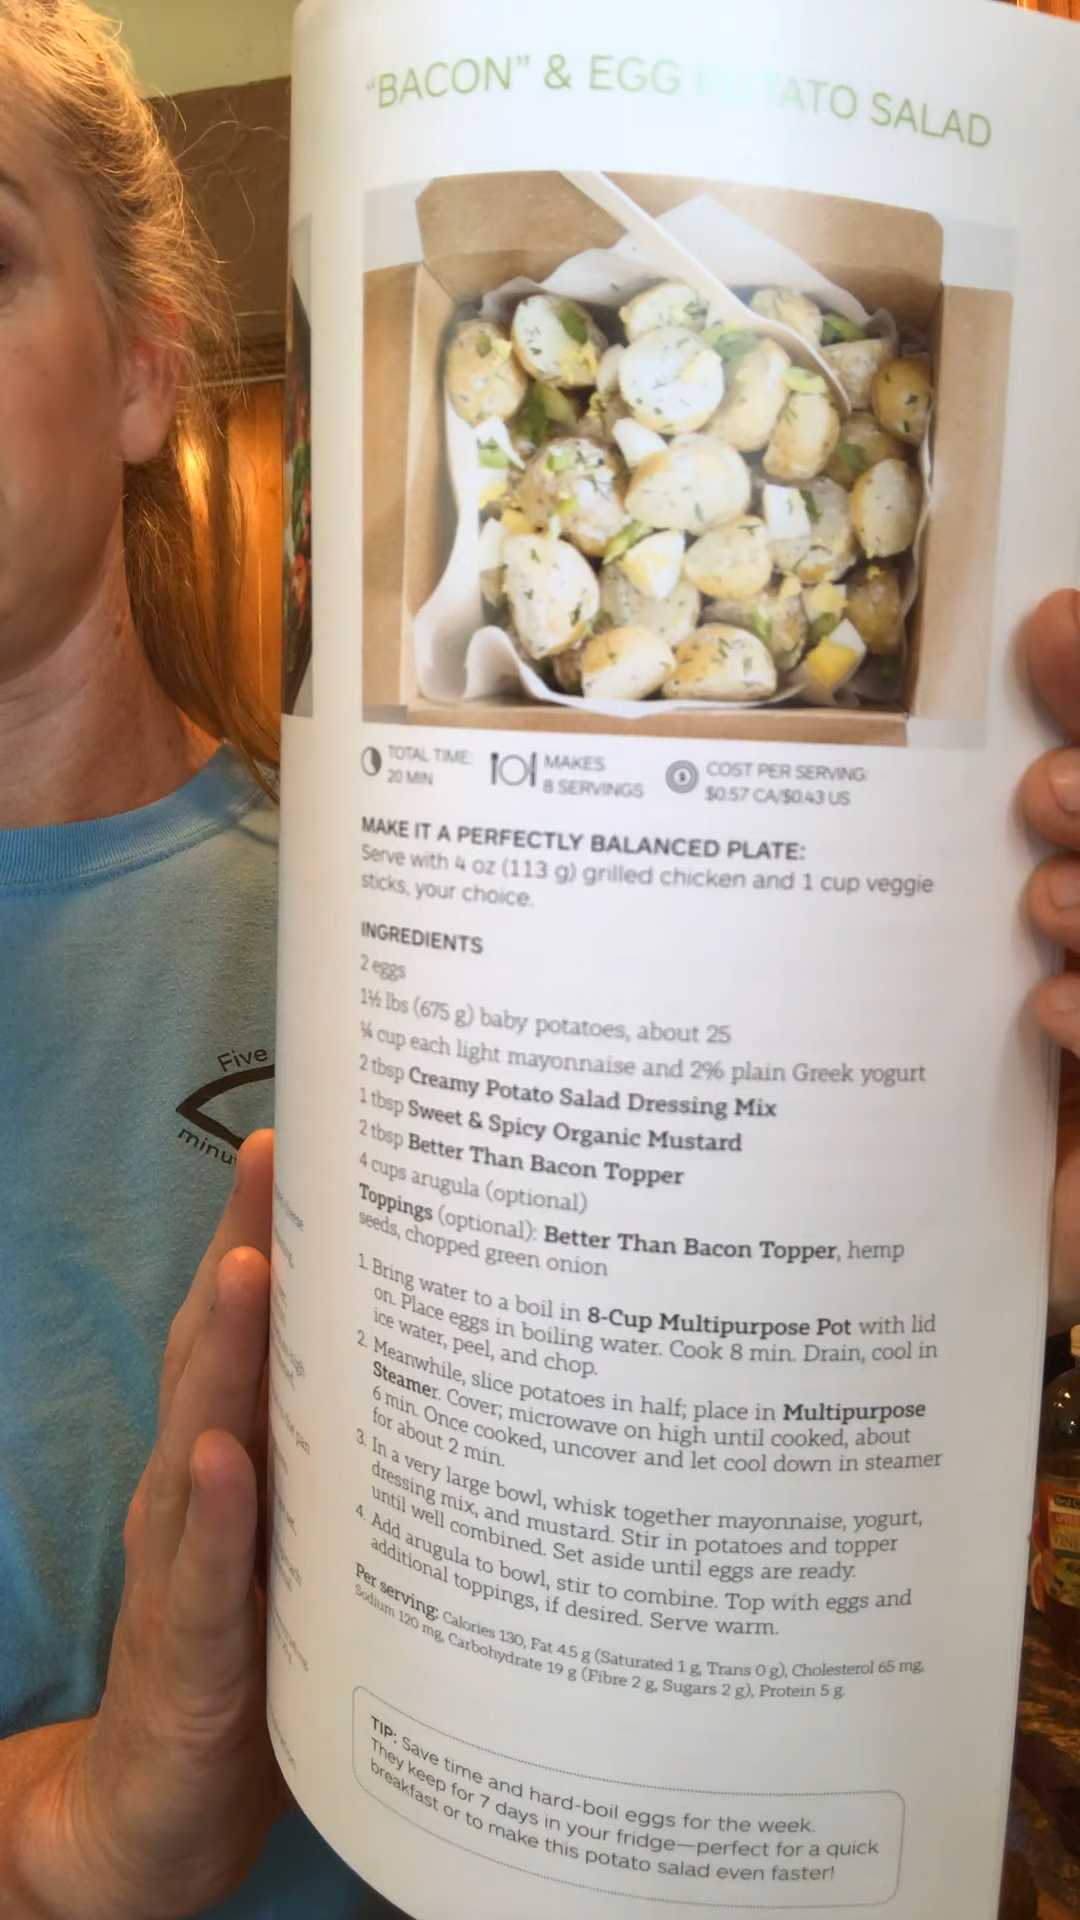 "BACON" & EGG POTATO SALAD
TOTAL TIME:
20 MIN
MAKES
8 SERVINGS
COST PER SERVING:
$0.57 CA/$0.43 US
MAKE IT A PERFECTLY BALANCED PLATE:
Serve with 4 oz (113 g) grilled chicken and 1 cup veggie
sticks, your choice.
INGREDIENTS
2 eggs
1½ lbs (675 g) baby potatoes, about 25
¼ cup each light mayonnaise and 2% plain Greek yogurt
2 tbsp Creamy Potato Salad Dressing Mix
1 tbsp Sweet & Spicy Organic Mustard
2 tbsp Better Than Bacon Topper
4 cups arugula (optional)
Toppings (optional): Better Than Bacon Topper, hemp
seeds, chopped green onion
1. Bring water to a boil in 8-Cup Multipurpose Pot with lid
on. Place eggs in boiling water. Cook 8 min. Drain, cool in
ice water, peel, and chop.
2. Meanwhile, slice potatoes in half; place in Multipurpose
Steamer. Cover; microwave on high until cooked, about
6 min. Once cooked, uncover and let cool down in steamer
for about 2 min.
3. In a very large bowl, whisk together mayonnaise, yogurt,
dressing mix, and mustard. Stir in potatoes and topper
until well combined. Set aside until eggs are ready.
4. Add arugula to bowl, stir to combine. Top with eggs and
additional toppings, if desired. Serve warm.
Per serving: Calories 130, Fat 4.5 g (Saturated 1 g, Trans 0 g), Cholesterol 65 mg,
Sodium 120 mg, Carbohydrate 19 g (Fibre 2 g, Sugars 2 g), Protein 5 g.
TIP: Save time and hard-boil eggs for the week.
They keep for 7 days in your fridge—perfect for a quick
breakfast or to make this potato salad even faster!
Five
minu